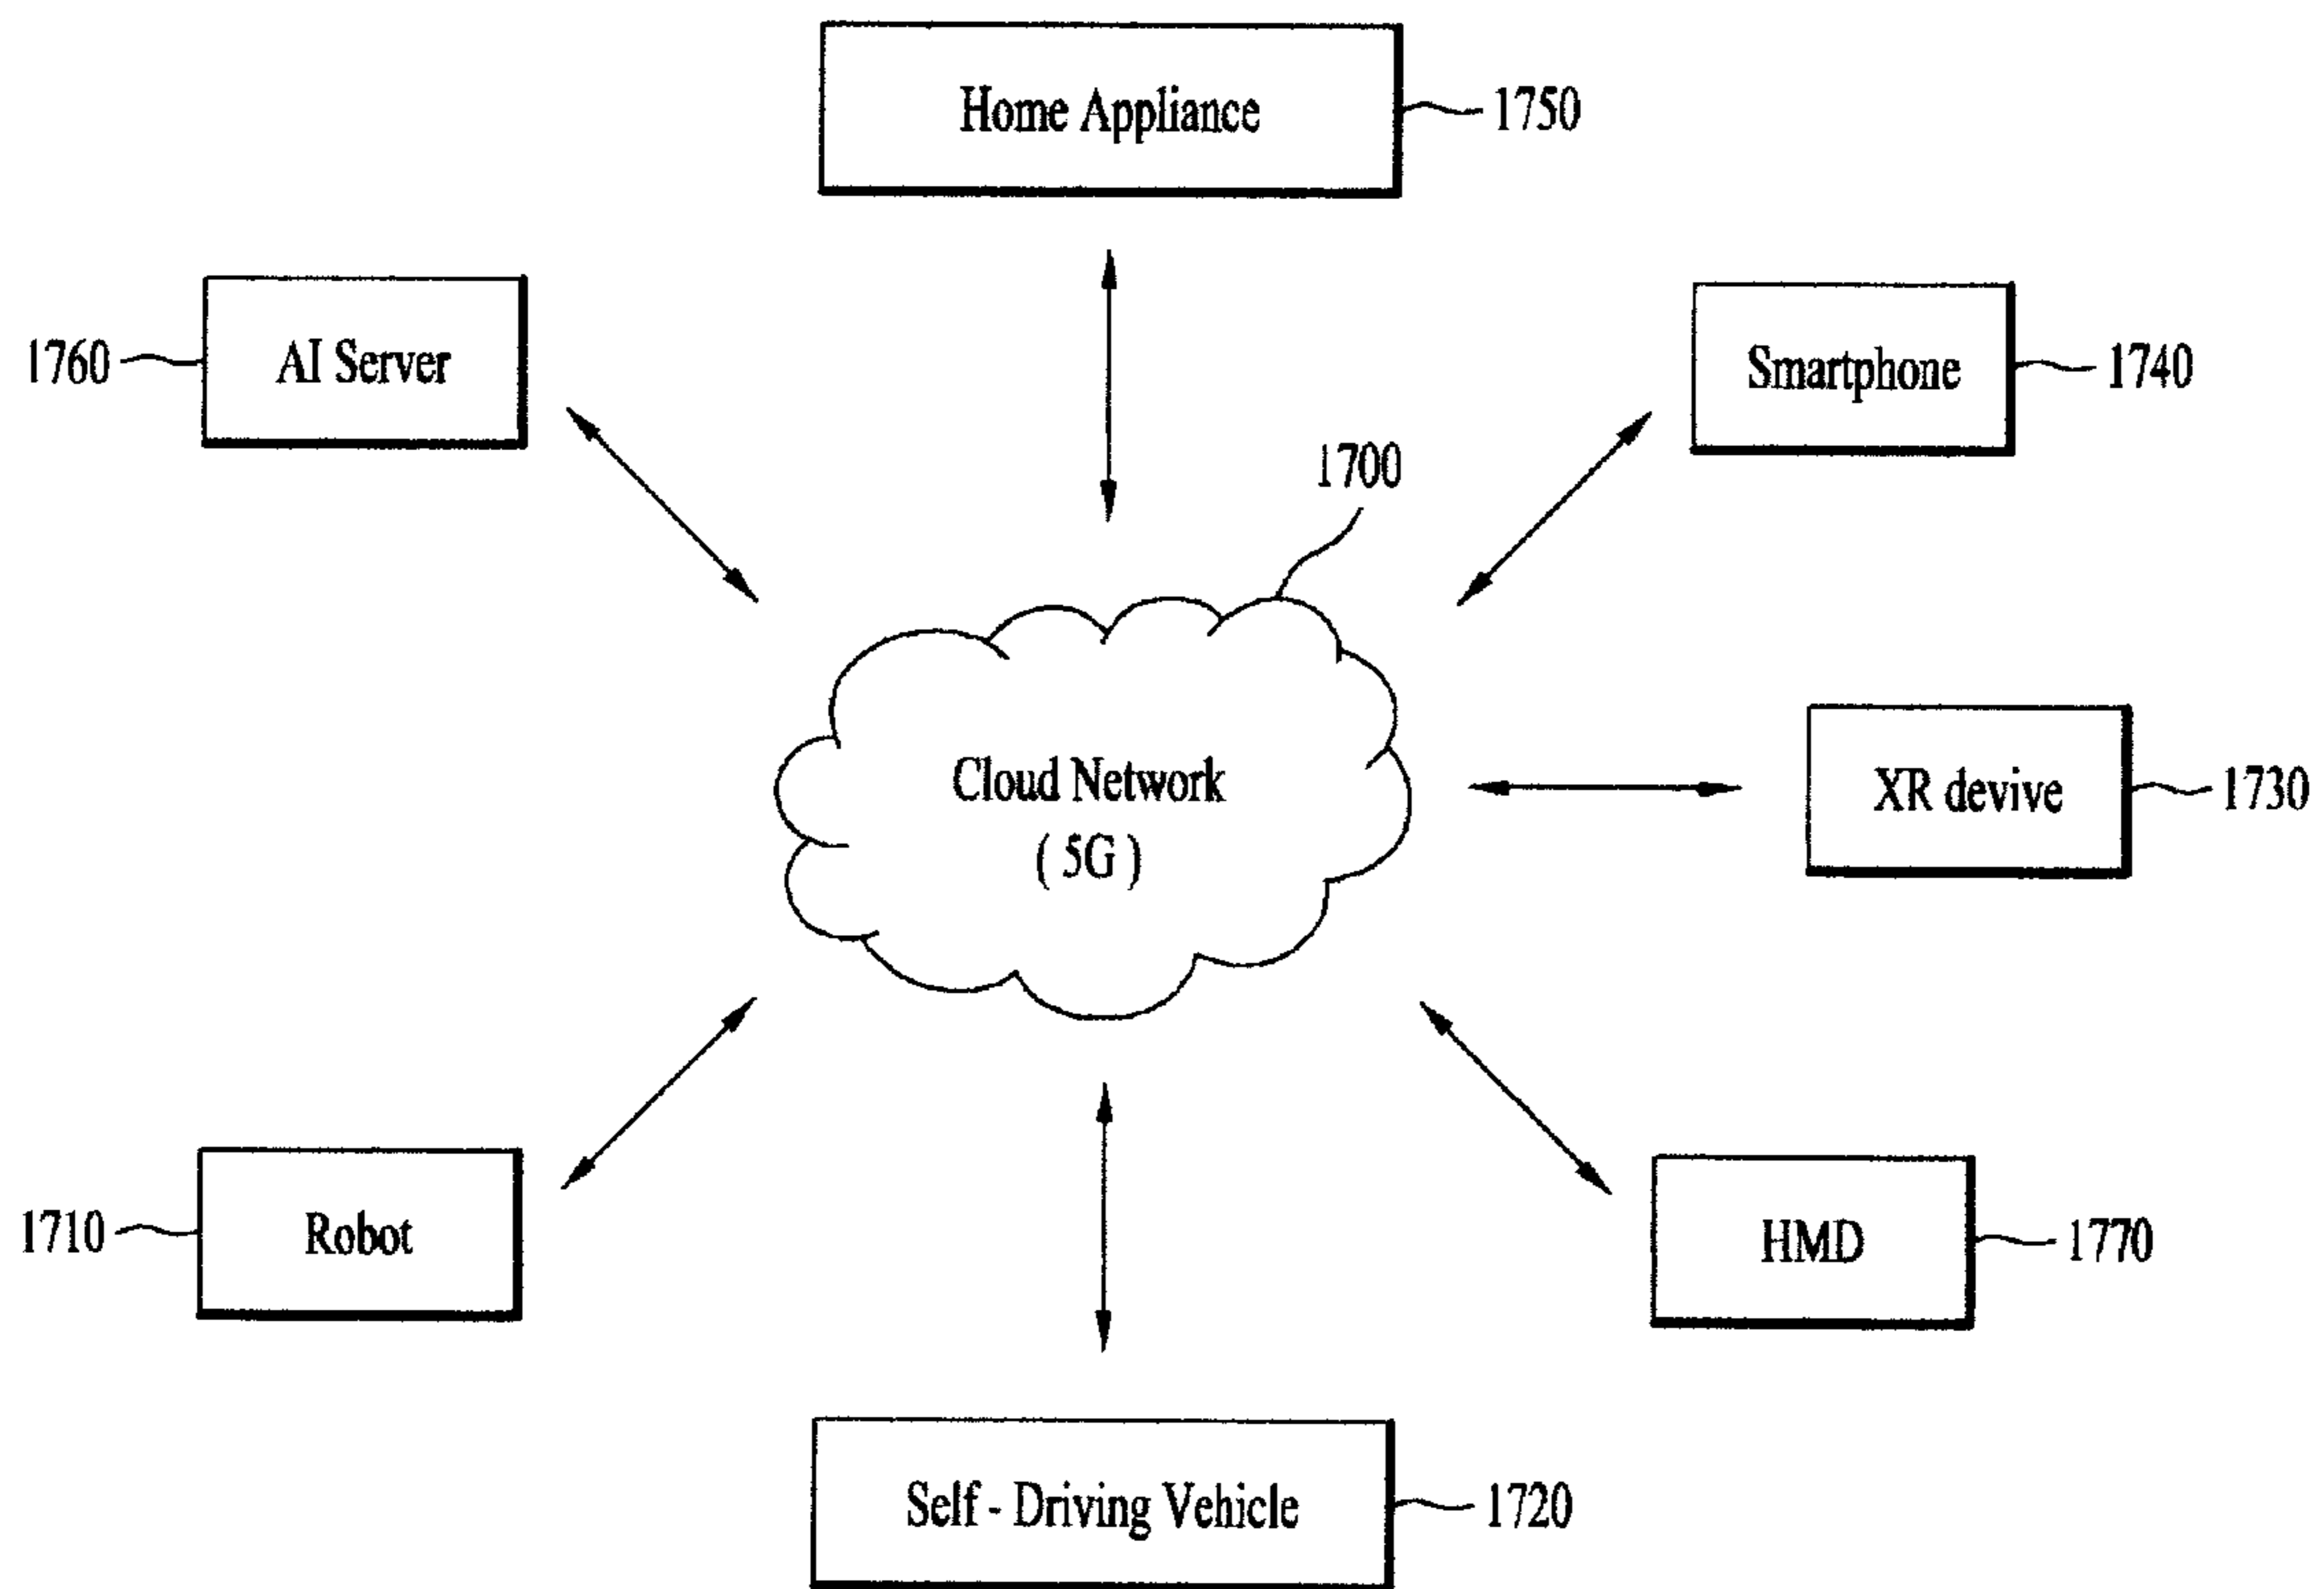 Home Appliance
1750
1760
AI Server
Smartphone
1740
1700
Cloud Network
( 5G )
XR devive
1730
1710
Robot
HMD
1770
Self - Driving Vehicle
1720